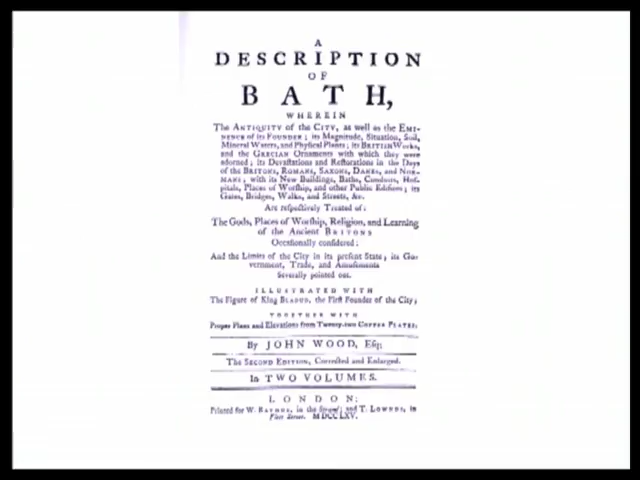 A
DESCRIPTION
OF
BATH,
WHEREIN
The ANTIQUITY of the CITY, as well as the EMI-
NENCE of its FOUNDER; its Magnitude, Situation, Soil,
Mineral Waters, and Physical Plants; its BRITISH Works,
and the GRECIAN Ornaments with which they were
adorned; its Devastations and Restorations in the Days
of the BRITONS, ROMANS, SAXONS, DANES, and NOR-
MANS; with its New Buildings, Baths, Conduits, Hos-
pitals, Places of Worship, and other Public Edifices; its
Gates, Bridges, Walks, and Streets, &c.
Are respectively Treated of:
The Gods, Places of Worship, Religion, and Learning
of the Ancient BRITONS
Occasionally considered:
And the Limits of the City in its present State; its Go-
vernment, Trade, and Amusements
Severally pointed out.
ILLUSTRATED WITH
The Figure of King BLADUD, the First Founder of the City;
TOGETHER WITH
Proper Plans and Elevations from Twenty-two COPPER PLATES.
By JOHN WOOD, Esq;
The SECOND EDITION, Corrected and Enlarged.
In TWO VOLUMES.
LONDON:
Printed for W. BATHOE, in the Strand; and T. LOWNDS, in
Fleet Street. MDCCLXV.